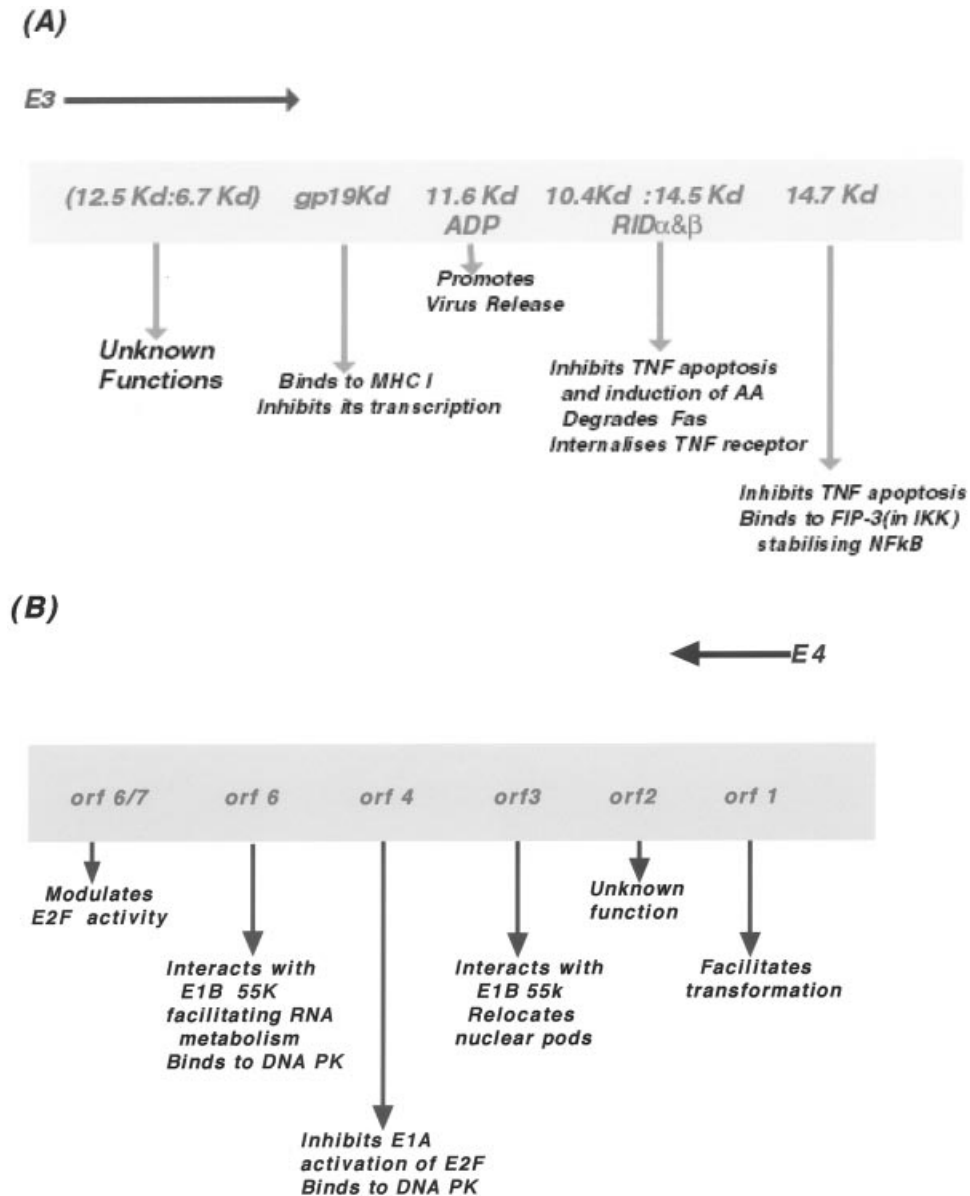 (A)
E3
(12.5 Kd:6.7 Kd) gp19Kd 11.6 Kd 10.4Kd :14.5 Kd 14.7 Kd
ADP RIDα&β
Promotes
Virus Release
Unknown
Functions
Binds to MHC I
Inhibits its transcription
Inhibits TNF apoptosis
and induction of AA
Degrades Fas
Internalises TNF receptor
Inhibits TNF apoptosis
Binds to FIP-3(in IKK)
stabilising NFkB
(B)
E4
orf 6/7 orf 6 orf 4 orf3 orf2 orf 1
Modulates
E2F activity
Interacts with
E1B 55K
facilitating RNA
metabolism
Binds to DNA PK
Inhibits E1A
activation of E2F
Binds to DNA PK
Interacts with
E1B 55k
Relocates
nuclear pods
Unknown
function
Facilitates
transformation